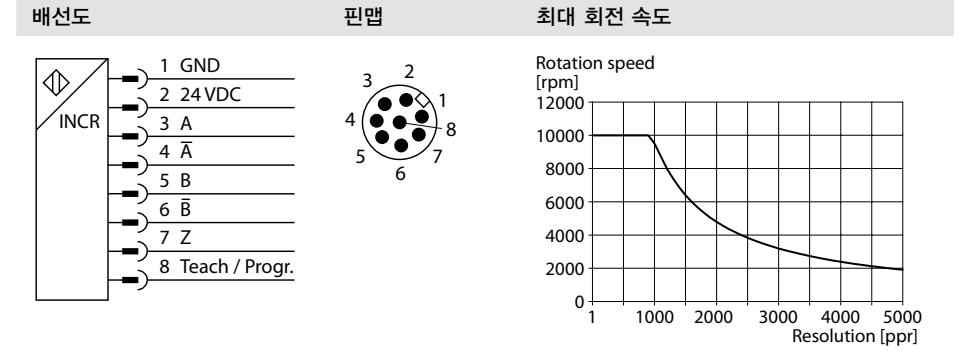 배선도
핀맵
최대 회전 속도
INCR
1 GND
2 24 VDC
3 A
4 A̅
5 B
6 B̅
7 Z
8 Teach / Progr.
1
2
3
4
5
6
7
8
Rotation speed
[rpm]
12000
10000
8000
6000
4000
2000
0
1 1000 2000 3000 4000 5000
Resolution [ppr]